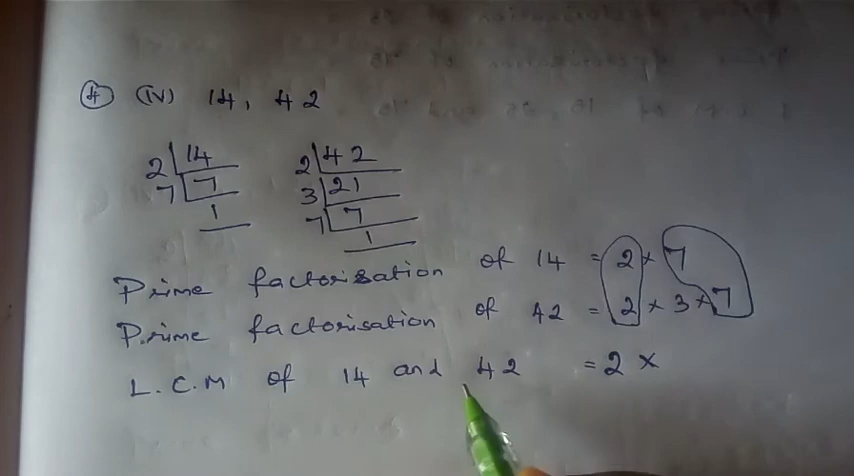 4 (iv) 14, 42
2 14 2 42
7 7 3 21
1 7 7
1
Prime factorisation of 14 = 2 × 7
Prime factorisation of 42 = 2 × 3 × 7
L.C.M of 14 and 42 = 2 ×